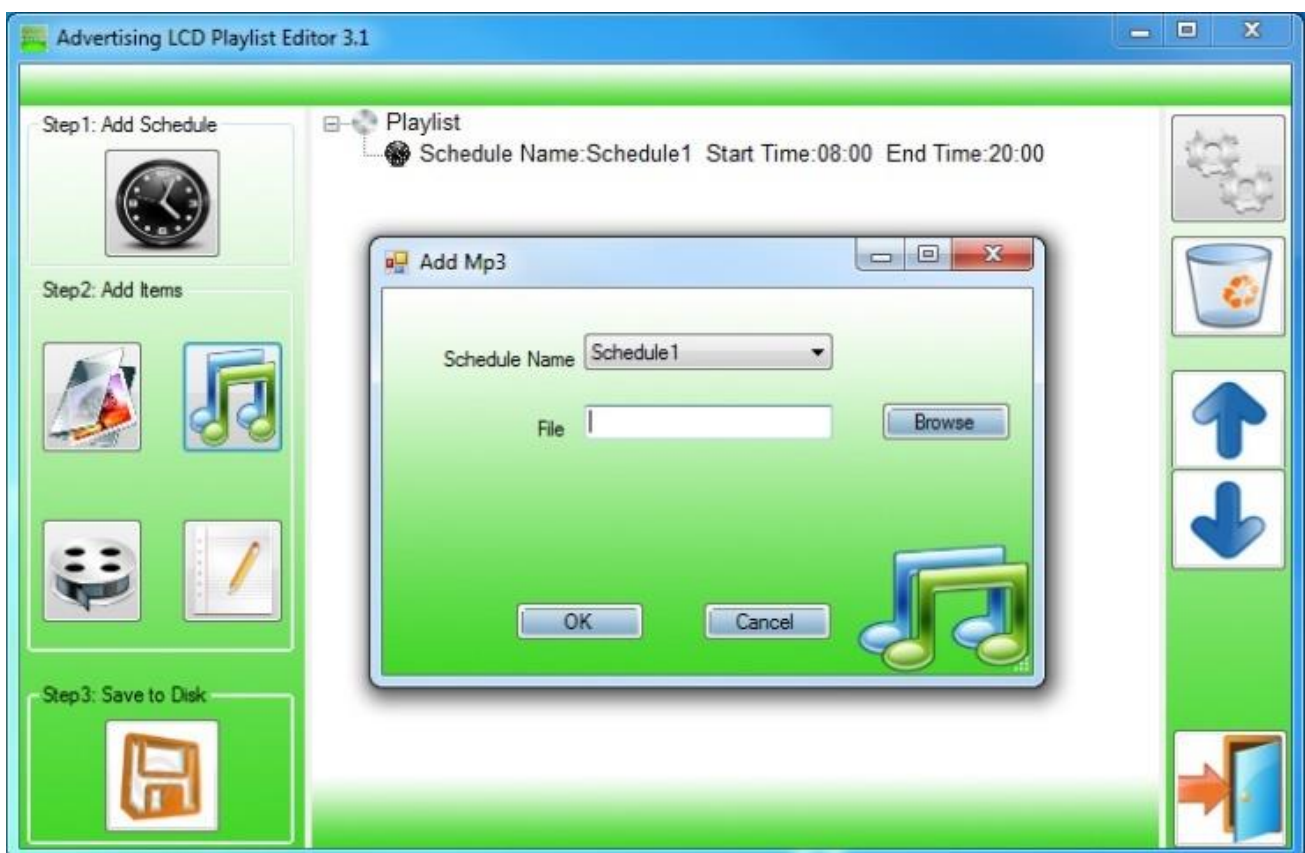 Advertising LCD Playlist Editor 3.1
Step1: Add Schedule
Playlist
Schedule Name:Schedule1 Start Time:08:00 End Time:20:00
Step2: Add Items
Add Mp3
Schedule Name Schedule1
File Browse
OK Cancel
Step3: Save to Disk